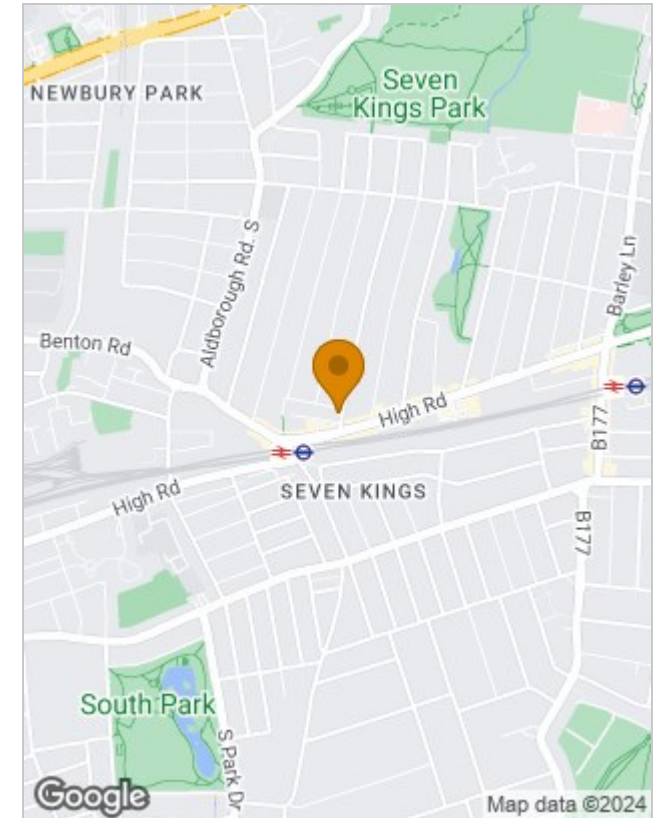 Seven
Kings Park
NEWBURY PARK
Aldborough Rd. S
Barley Ln
Benton Rd
High Rd
B177
High Rd
SEVEN KINGS
B177
South Park
S Park Dr
Google
Map data ©2024